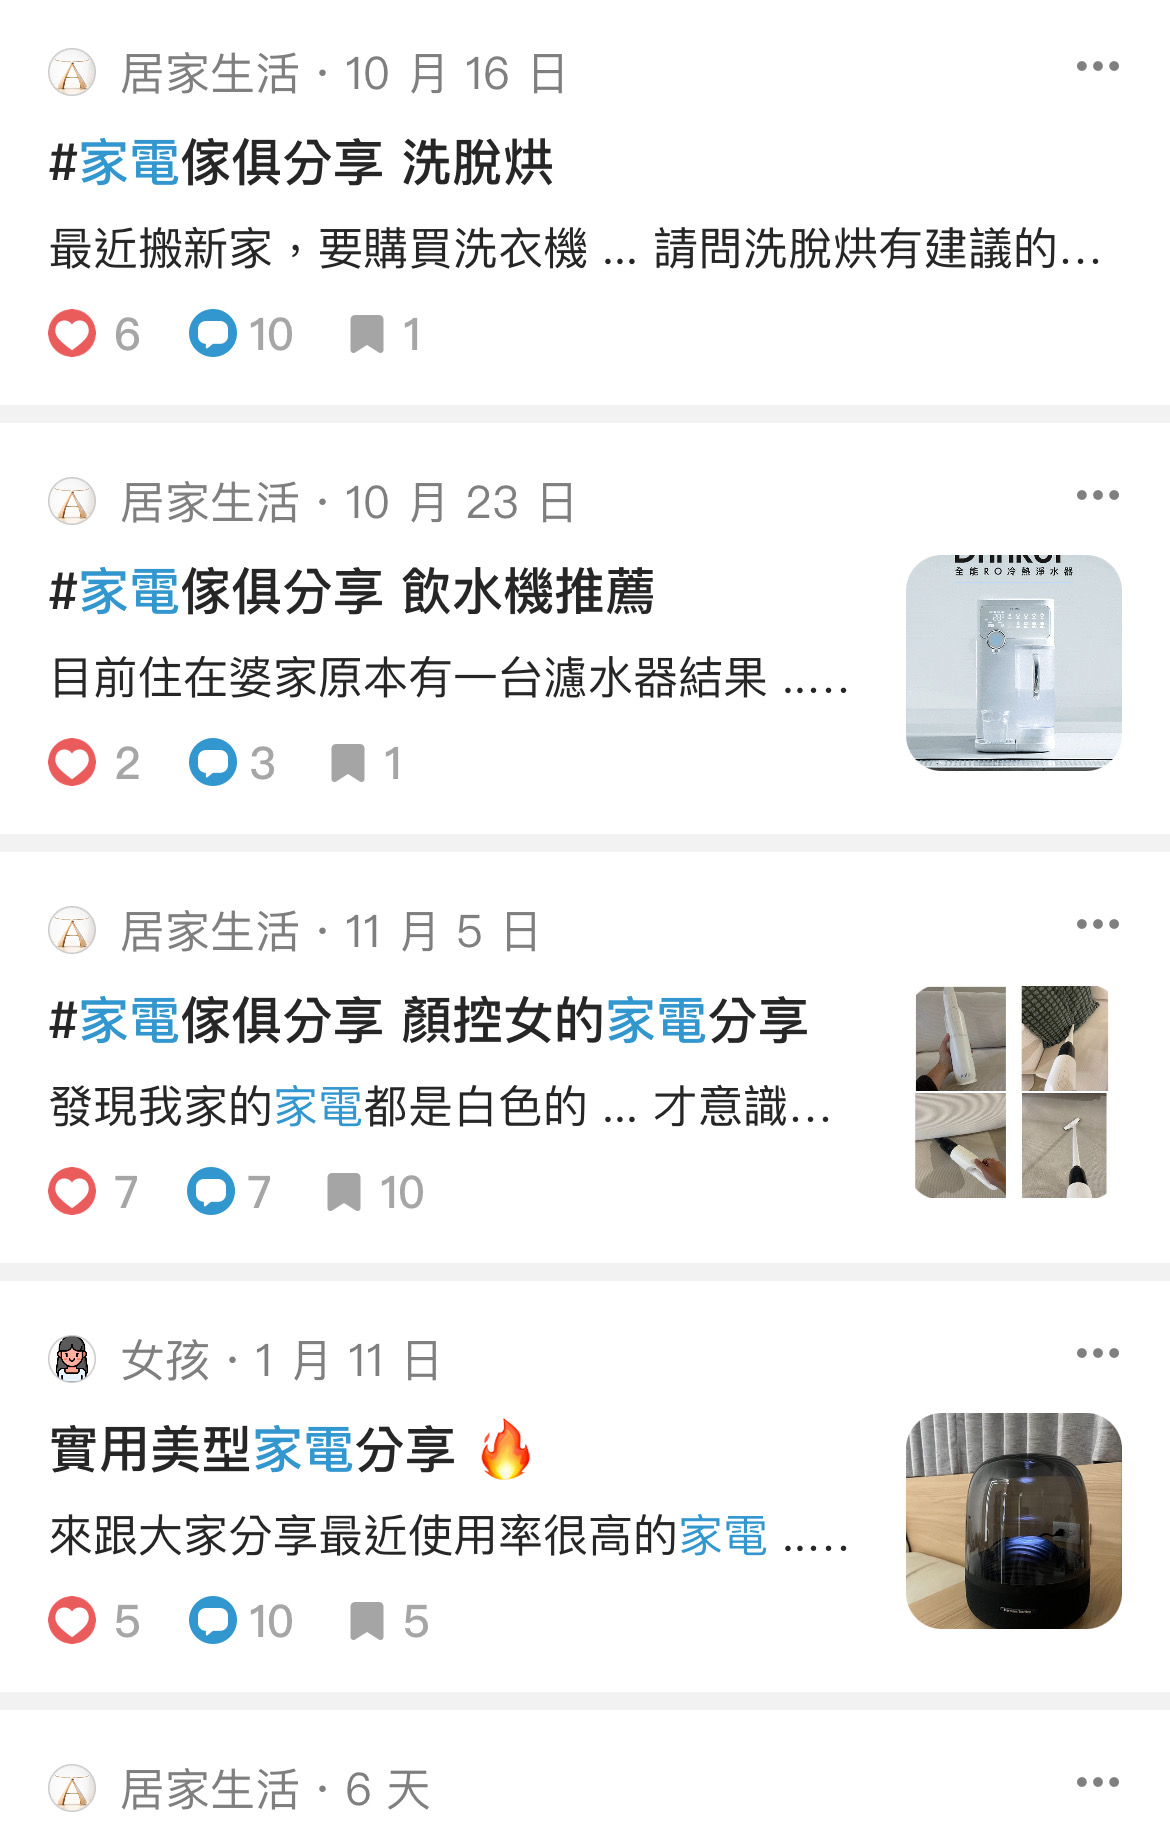 居家生活 · 10 月 16 日
#家電傢俱分享 洗脫烘
最近搬新家，要購買洗衣機 ... 請問洗脫烘有建議的...
6 10 1
居家生活 · 10 月 23 日
#家電傢俱分享 飲水機推薦
全能RO冷熱淨水器
目前住在婆家原本有一台濾水器結果 .....
2 3 1
居家生活 · 11 月 5 日
#家電傢俱分享 顏控女的家電分享
發現我家的家電都是白色的 ... 才意識...
7 7 10
女孩 · 1 月 11 日
實用美型家電分享 🔥
來跟大家分享最近使用率很高的家電 .....
5 10 5
居家生活 · 6 天